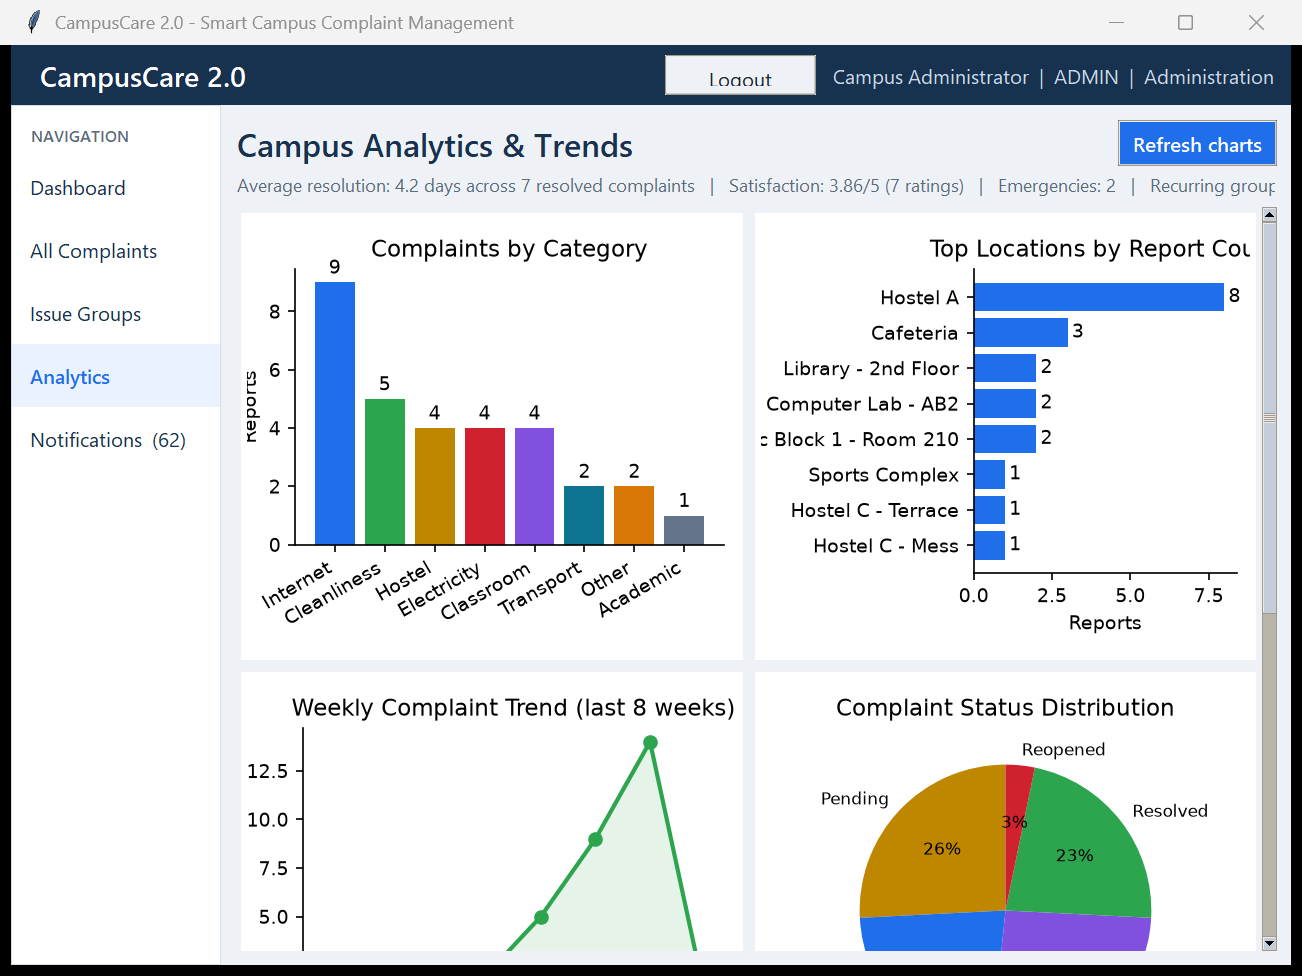 CampusCare 2.0 - Smart Campus Complaint Management
CampusCare 2.0
Logout
Campus Administrator | ADMIN | Administration
NAVIGATION
Dashboard
All Complaints
Issue Groups
Analytics
Notifications (62)
Campus Analytics & Trends
Refresh charts
Average resolution: 4.2 days across 7 resolved complaints | Satisfaction: 3.86/5 (7 ratings) | Emergencies: 2 | Recurring group
Complaints by Category
9
5
4
4
4
2
2
1
8
6
4
2
0
Reports
Internet
Cleanliness
Hostel
Electricity
Classroom
Transport
Other
Academic
Top Locations by Report Cou
Hostel A
8
Cafeteria
3
Library - 2nd Floor
2
Computer Lab - AB2
2
c Block 1 - Room 210
2
Sports Complex
1
Hostel C - Terrace
1
Hostel C - Mess
1
0.0
2.5
5.0
7.5
Reports
Weekly Complaint Trend (last 8 weeks)
12.5
10.0
7.5
5.0
Complaint Status Distribution
Reopened
Pending
Resolved
3%
26%
23%